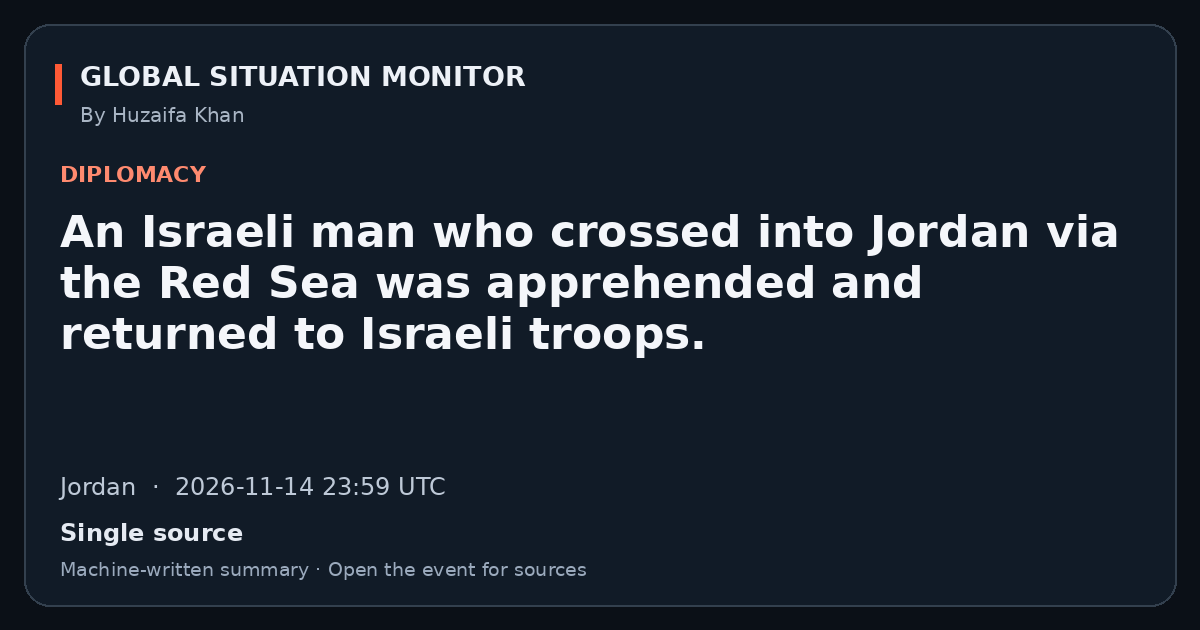 GLOBAL SITUATION MONITOR
By Huzaifa Khan
DIPLOMACY
An Israeli man who crossed into Jordan via
the Red Sea was apprehended and
returned to Israeli troops.
Jordan · 2026-11-14 23:59 UTC
Single source
Machine-written summary · Open the event for sources